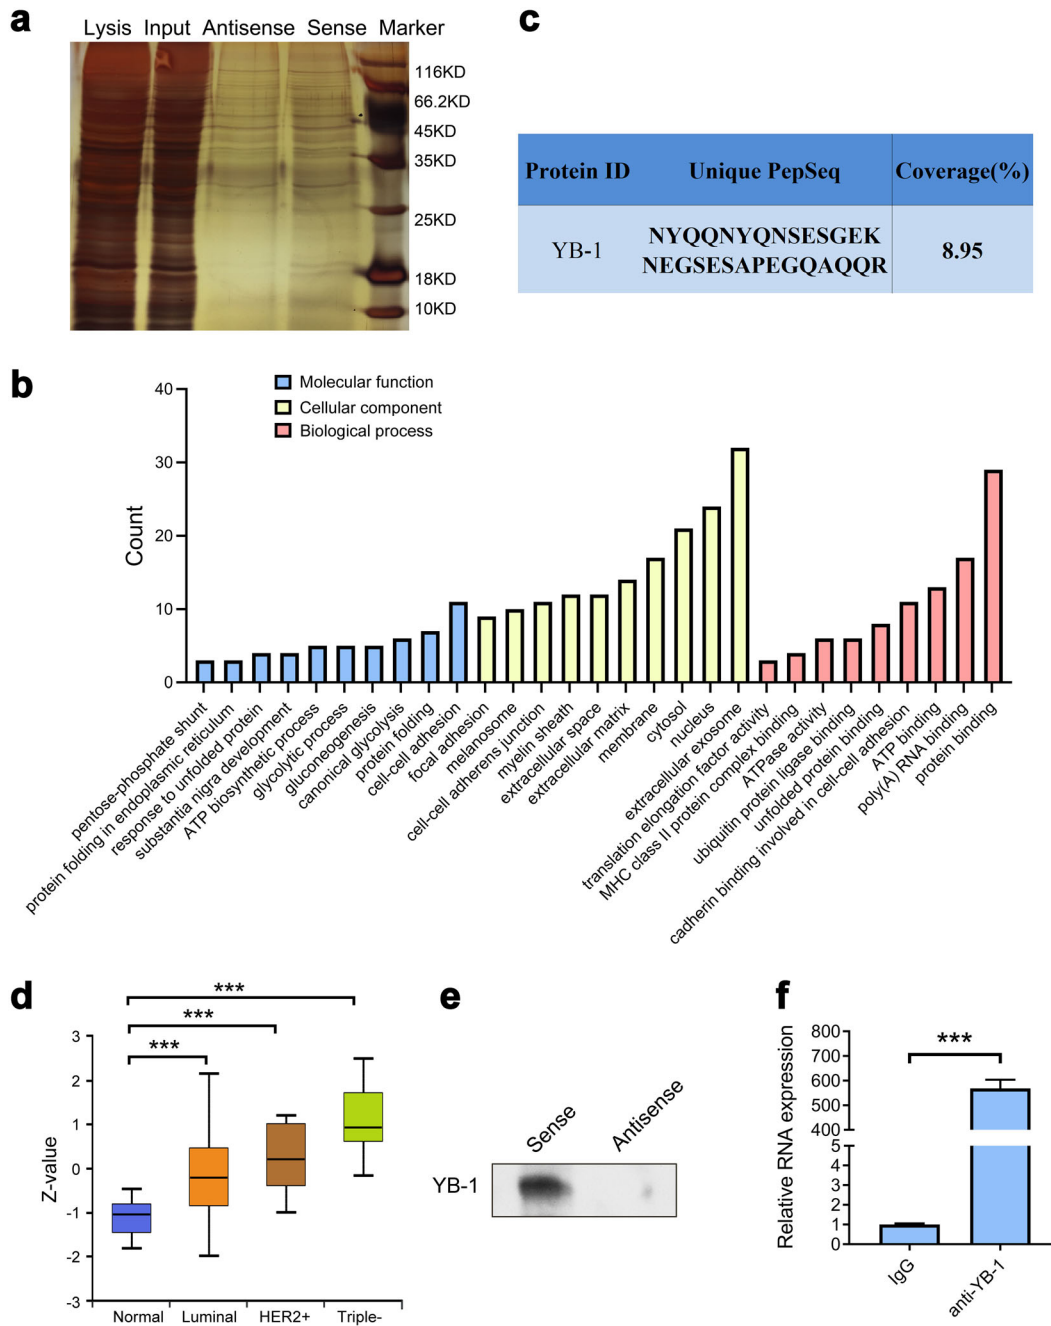 a
Lysis Input Antisense Sense Marker
116KD
66.2KD
45KD
35KD
25KD
18KD
10KD
c
Protein ID Unique PepSeq Coverage(%)
YB-1 NYQQNYQNSESGEK 8.95
NEGSESAPEGQAQQR
b
Molecular function
Cellular component
Biological process
Count
40
30
20
10
0
pentose-phosphate shunt
protein folding in endoplasmic reticulum
response to unfolded protein
substantia nigra development
ATP biosynthetic process
glycolytic process
gluconeogenesis
canonical glycolysis
protein folding
cell-cell adhesion
focal adhesion
melanosome
cell-cell adherens junction
myelin sheath
extracellular space
extracellular matrix
membrane
cytosol
nucleus
extracellular exosome
translation elongation factor activity
MHC class II protein complex binding
ATPase activity
ubiquitin protein ligase binding
unfolded protein binding
cadherin binding involved in cell-cell adhesion
ATP binding
poly(A) RNA binding
protein binding
d
Z-value
3
2
1
0
-1
-2
-3
***
***
***
Normal Luminal HER2+ Triple-
e
Sense Antisense
YB-1
f
Relative RNA expression
800
700
600
500
400
5
4
3
2
1
0
***
IgG anti-YB-1